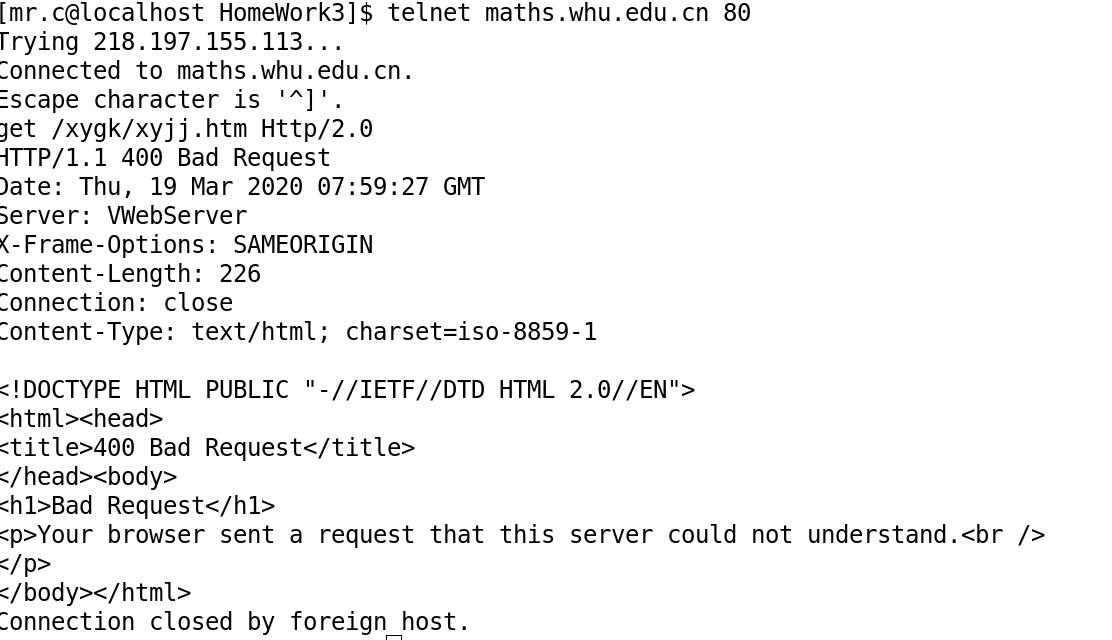 [mr.c@localhost HomeWork3]$ telnet maths.whu.edu.cn 80
Trying 218.197.155.113...
Connected to maths.whu.edu.cn.
Escape character is '^]'.
get /xygk/xyjj.htm Http/2.0
HTTP/1.1 400 Bad Request
Date: Thu, 19 Mar 2020 07:59:27 GMT
Server: VWebServer
X-Frame-Options: SAMEORIGIN
Content-Length: 226
Connection: close
Content-Type: text/html; charset=iso-8859-1

<!DOCTYPE HTML PUBLIC "-//IETF//DTD HTML 2.0//EN">
<html><head>
<title>400 Bad Request</title>
</head><body>
<h1>Bad Request</h1>
<p>Your browser sent a request that this server could not understand.<br />
</p>
</body></html>
Connection closed by foreign host.